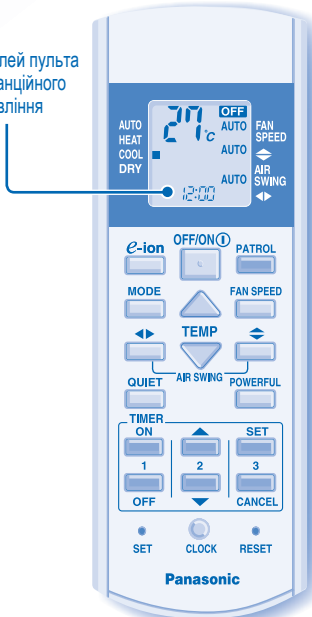 лей пульта
анційного
вління
OFF
27°C
AUTO
AUTO
AUTO
12:00
AUTO
HEAT
COOL
DRY
FAN
SPEED
AIR
SWING
e-ion
OFF/ON
PATROL
MODE
FAN SPEED
TEMP
AIR SWING
QUIET
POWERFUL
TIMER
ON
SET
1
2
3
OFF
CANCEL
SET
CLOCK
RESET
Panasonic